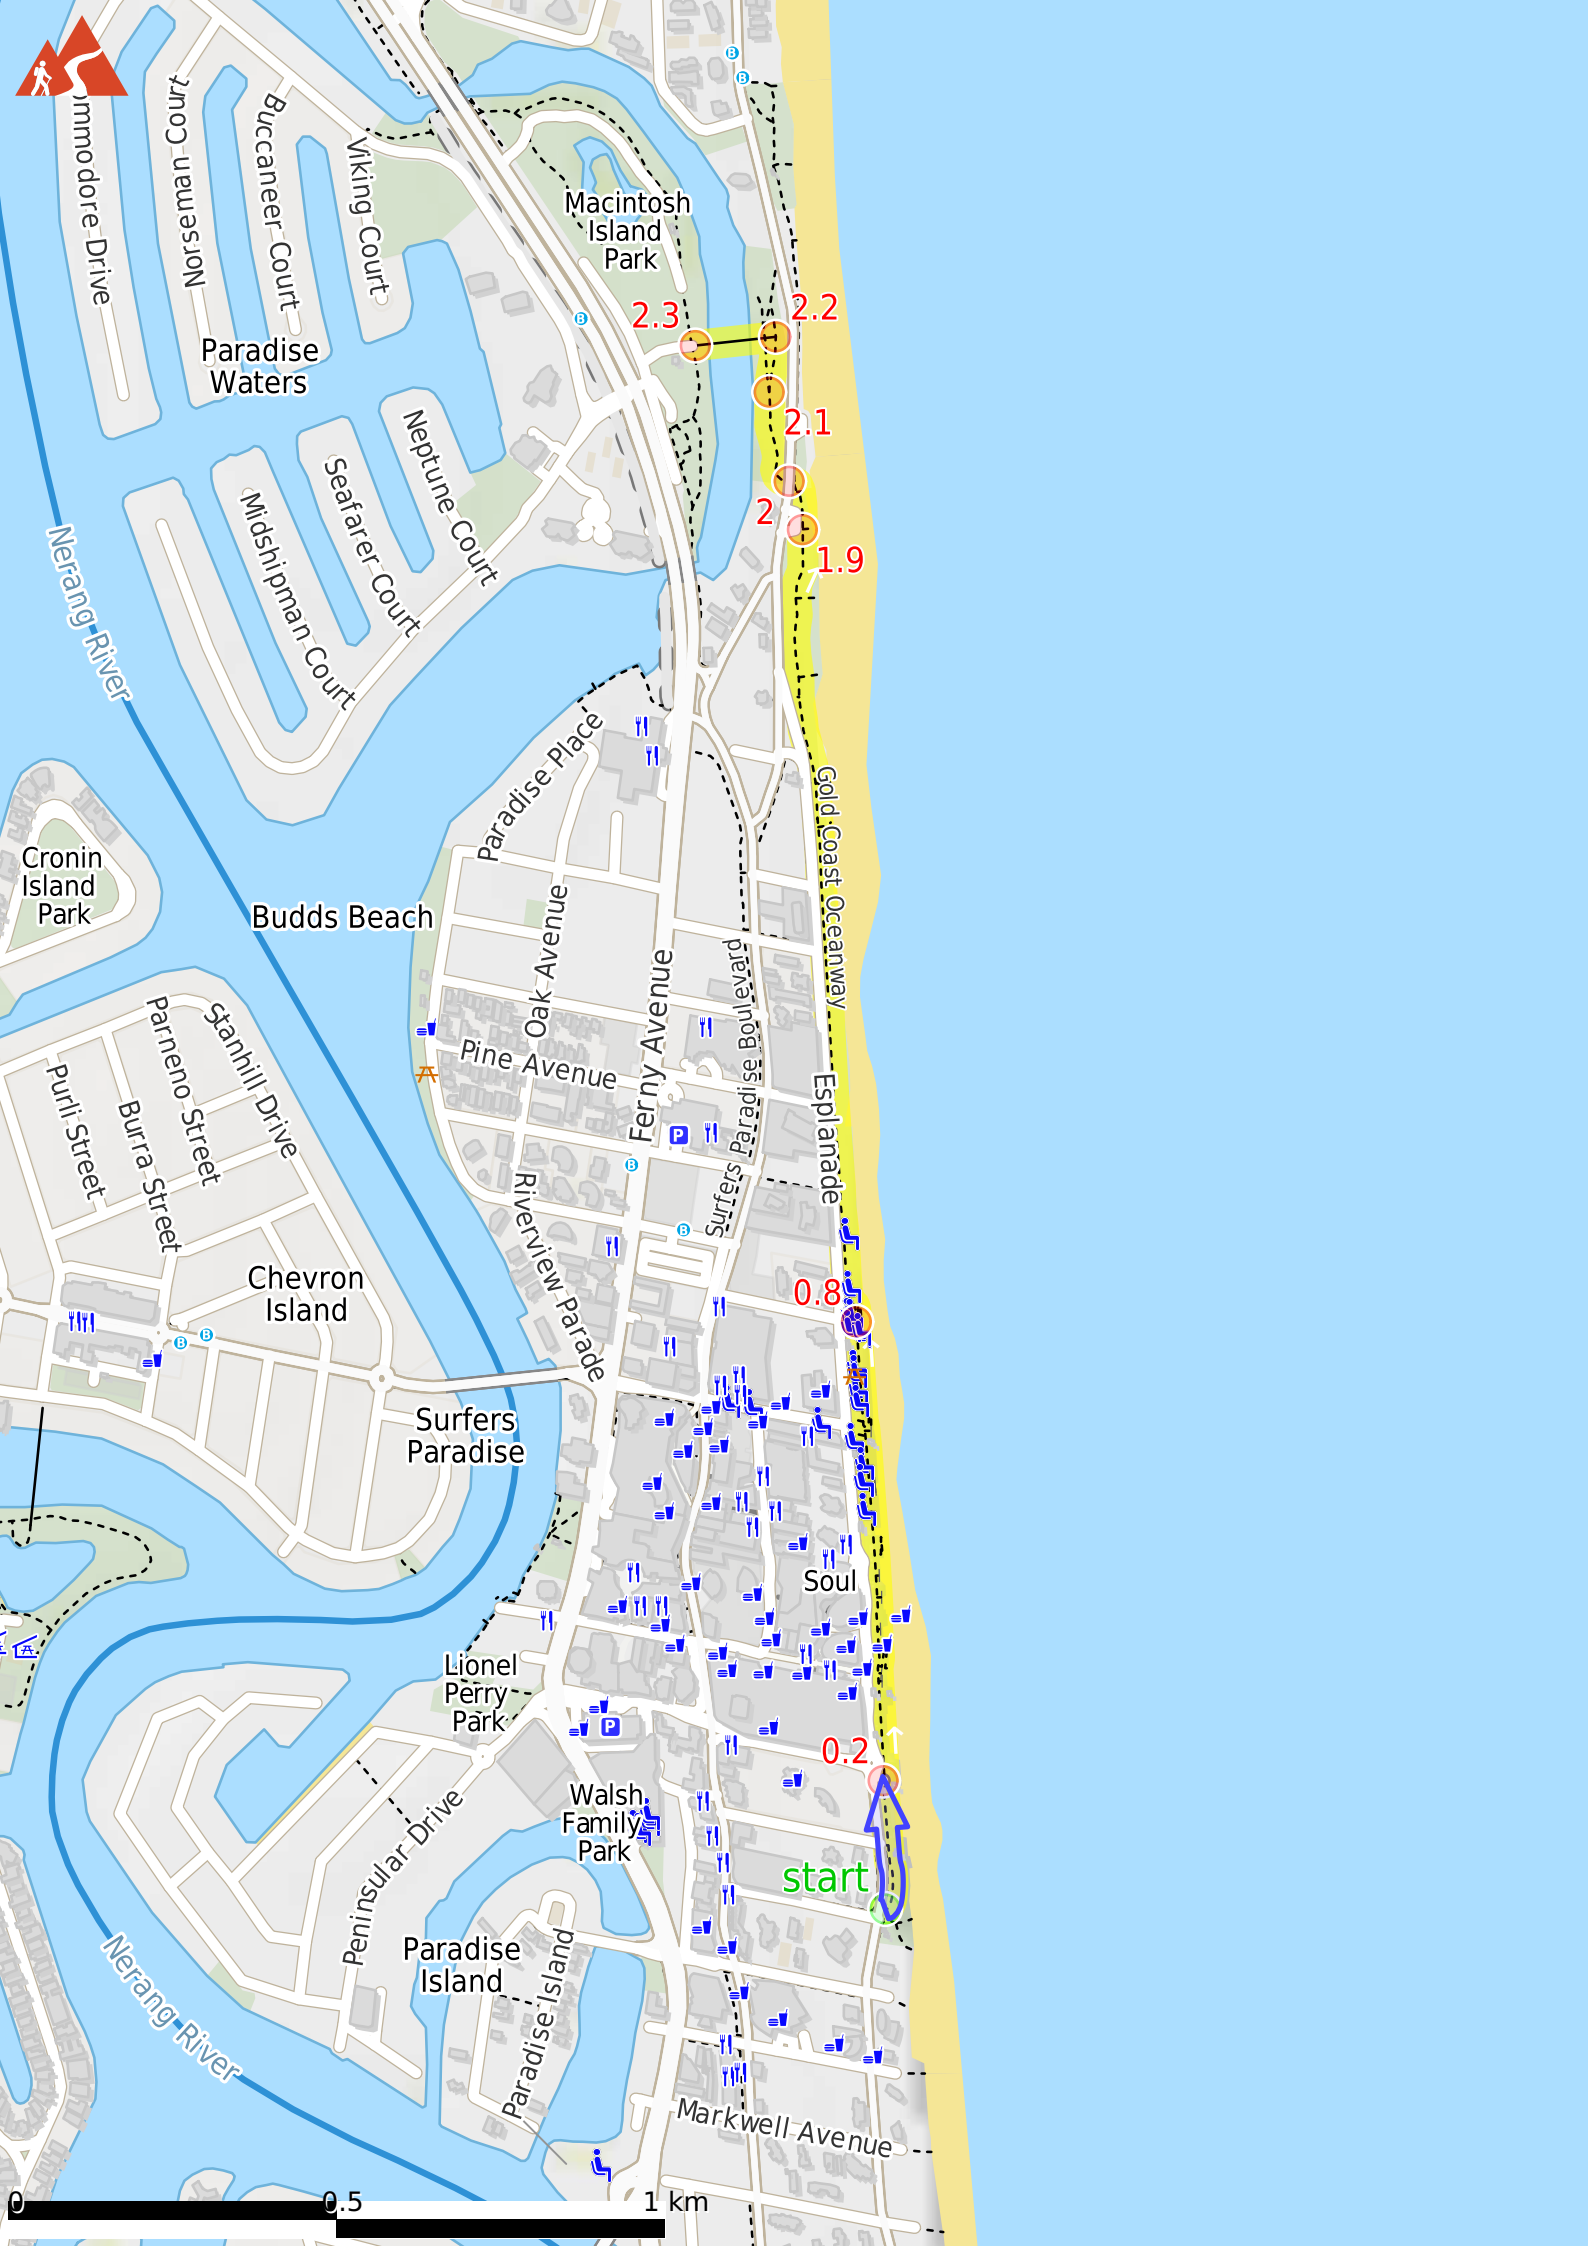 B
B
ommodore Drive
Norseman Court
Buccaneer Court
Viking Court
Macintosh
Island
Park
B
2.3
2.2
Paradise
Waters
2.1
2
1.9
Neptune Court
Seafarer Court
Midshipman Court
Nerang River
Paradise Place
Gold Coast Oceanway
Cronin
Island
Park
Budds Beach
Oak Avenue
Ferny Avenue
Surfers Paradise Boulevard
Pine Avenue
Esplanade
P
B
B
Stanhill Drive
Parneno Street
Burra Street
Purli Street
Riverview Parade
Chevron
Island
0.8
B
B
Surfers
Paradise
Soul
Lionel
Perry
Park
P
0.2
Walsh
Family
Park
start
Peninsular Drive
Paradise
Island
Paradise Island
Nerang River
Markwell Avenue
0
0.5
1 km